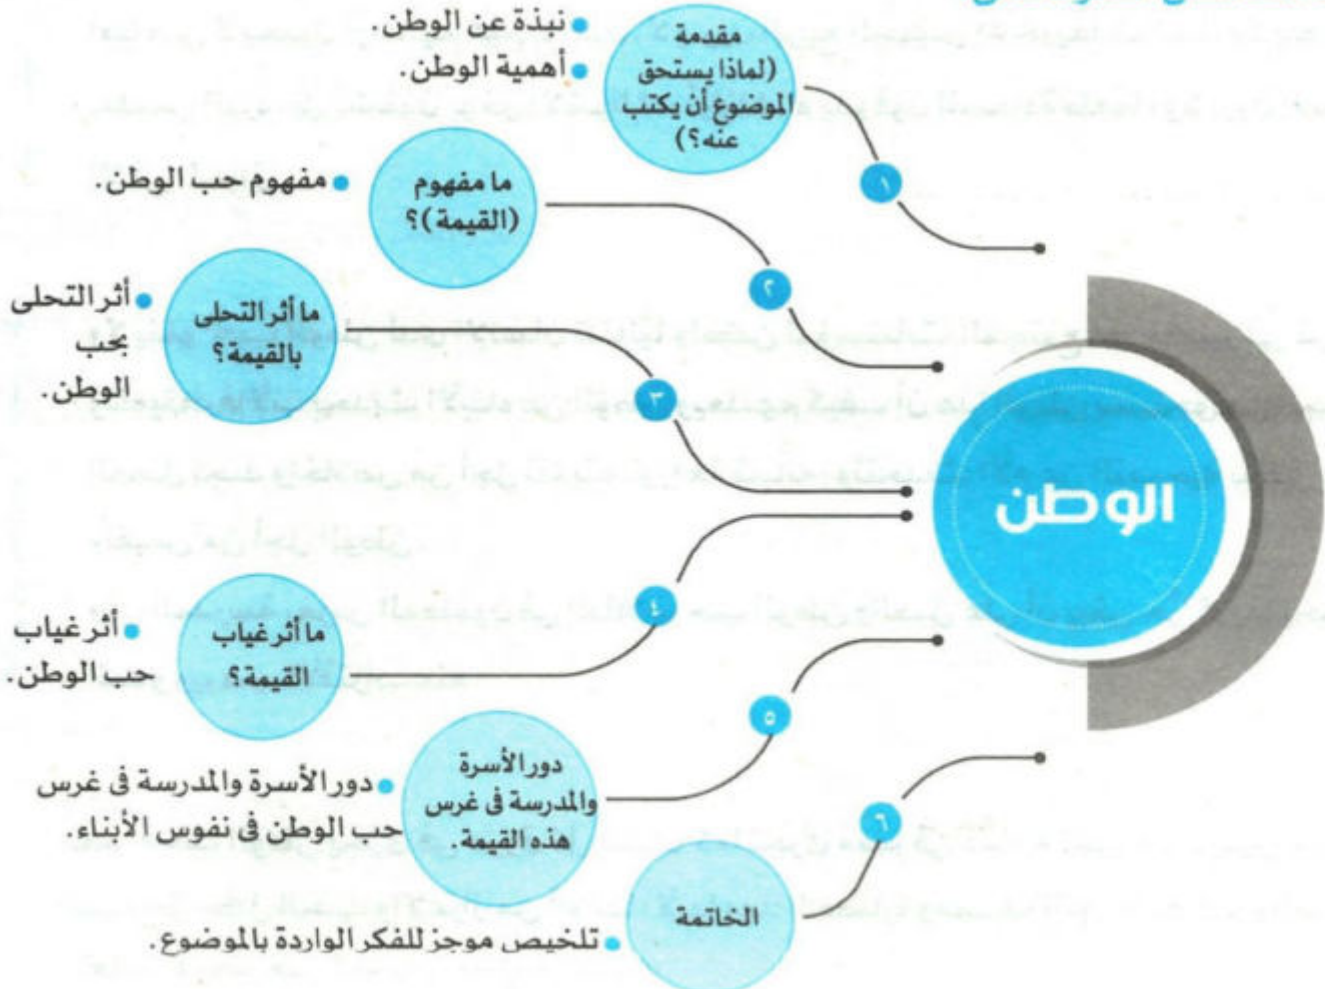 مقدمة
(لماذا يستحق
الموضوع أن يكتب
عنه؟)
• نبذة عن الوطن.
• أهمية الوطن.
١
ما مفهوم
(القيمة)؟
• مفهوم حب الوطن.
٢
ما أثر التحلى
بالقيمة؟
• أثر التحلى
بحب
الوطن.
٣
الوطن
٤
ما أثر غياب
القيمة؟
• أثر غياب
حب الوطن.
٥
دور الأسرة
والمدرسة فى غرس
هذه القيمة.
• دور الأسرة والمدرسة فى غرس
حب الوطن فى نفوس الأبناء.
٦
الخاتمة
• تلخيص موجز للفكر الواردة بالموضوع.